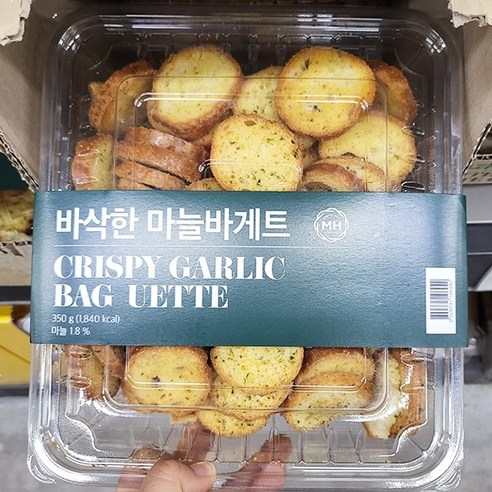 바삭한 마늘바게트
MH
CRISPY GARLIC
BAG UETTE
350 g (1,840 kcal)
마늘 1.8 %